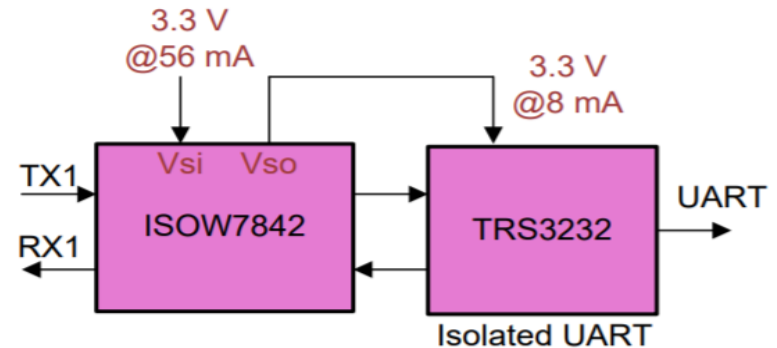 3.3 V
@56 mA
3.3 V
@8 mA
Vsi Vso
TX1
ISOW7842
RX1
TRS3232
UART
Isolated UART